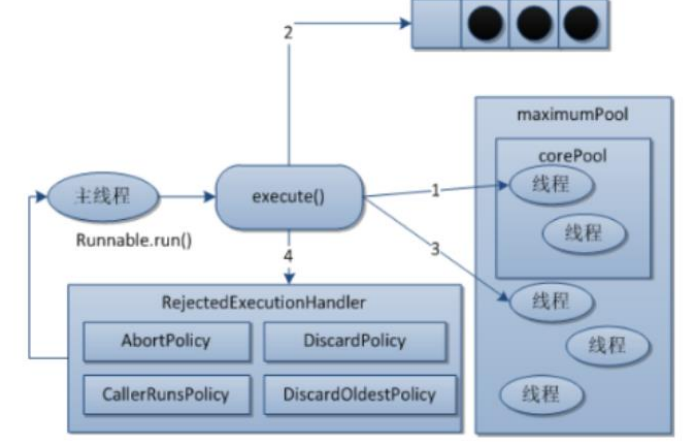 2
maximumPool
corePool
主线程
execute()
1
线程
线程
Runnable.run()
3
4
线程
RejectedExecutionHandler
AbortPolicy
DiscardPolicy
线程
CallerRunsPolicy
DiscardOldestPolicy
线程